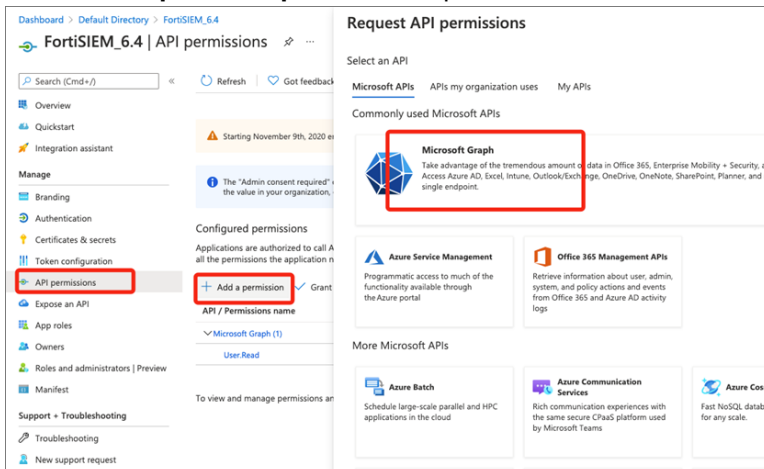 Dashboard > Default Directory > FortiSIEM_6.4
FortiSIEM_6.4 | API permissions
Search (Cmd+/)
Overview
Quickstart
Integration assistant
Manage
Branding
Authentication
Certificates & secrets
Token configuration
API permissions
Expose an API
App roles
Owners
Roles and administrators | Preview
Manifest
Support + Troubleshooting
Troubleshooting
New support request
Refresh
Got feedback
Starting November 9th, 2020
The "Admin consent required"
the value in your organization,
Configured permissions
Applications are authorized to call A
all the permissions the application n
+ Add a permission
Grant
API / Permissions name
Microsoft Graph (1)
User.Read
To view and manage permissions an
Request API permissions
Select an API
Microsoft APIs APIs my organization uses My APIs
Commonly used Microsoft APIs
Microsoft Graph
Take advantage of the tremendous amount of data in Office 365, Enterprise Mobility + Security, a
Access Azure AD, Excel, Intune, Outlook/Exchange, OneDrive, OneNote, SharePoint, Planner, and
single endpoint.
Azure Service Management
Programmatic access to much of the
functionality available through
the Azure portal
Office 365 Management APIs
Retrieve information about user, admin,
system, and policy actions and events
from Office 365 and Azure AD activity
logs
More Microsoft APIs
Azure Batch
Schedule large-scale parallel and HPC
applications in the cloud
Azure Communication
Services
Rich communication experiences with
the same secure CPaaS platform used
by Microsoft Teams
Azure Cos
Fast NoSQL datab
for any scale.